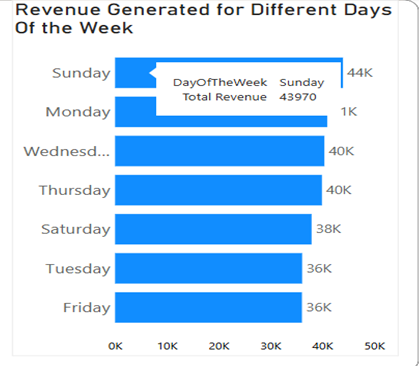 Revenue Generated for Different Days
Of the Week
Sunday 44K
DayOfTheWeek Sunday
Total Revenue 43970
Monday 1K
Wednesd... 40K
Thursday 40K
Saturday 38K
Tuesday 36K
Friday 36K
0K 10K 20K 30K 40K 50K